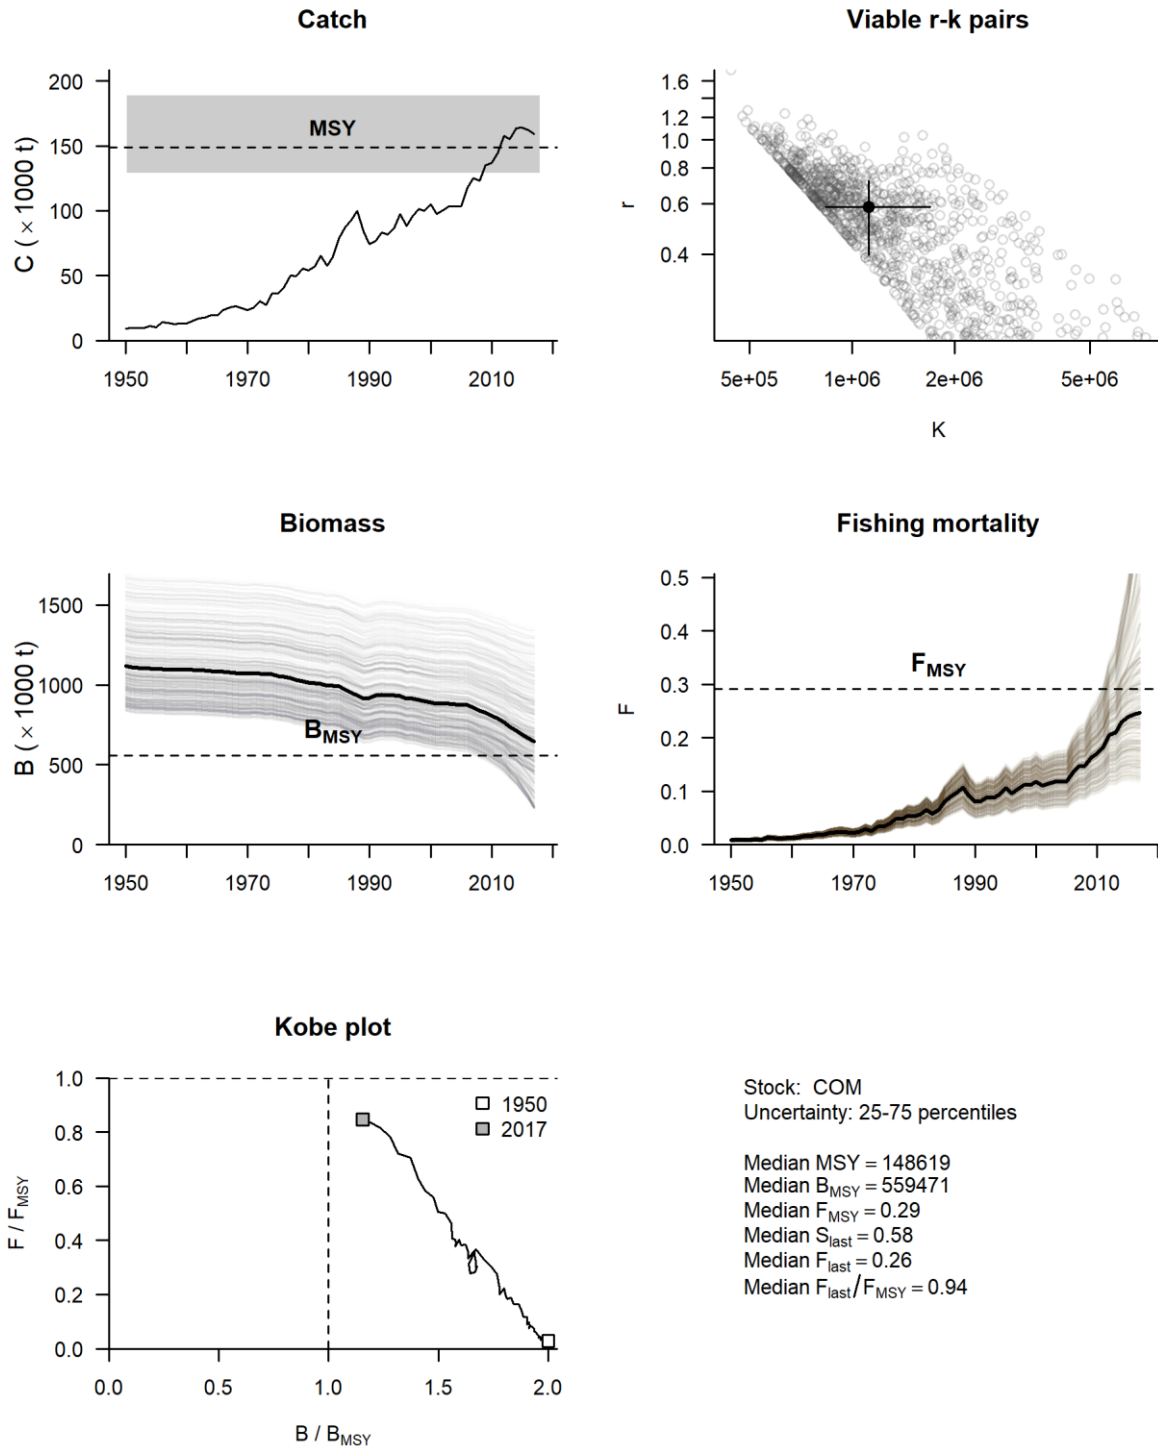 Catch
C ( × 1000 t)
200
150
100
50
0
MSY
1950 1970 1990 2010
Viable r-k pairs
r
1.6
1.2
1.0
0.8
0.6
0.4
5e+05 1e+06 2e+06 5e+06
K
Biomass
B ( × 1000 t)
1500
1000
500
0
BMSY
1950 1970 1990 2010
Fishing mortality
F
0.5
0.4
0.3
0.2
0.1
0.0
FMSY
1950 1970 1990 2010
Kobe plot
F / FMSY
1.0
0.8
0.6
0.4
0.2
0.0
1950
2017
0.0 0.5 1.0 1.5 2.0
B / BMSY
Stock: COM
Uncertainty: 25-75 percentiles
Median MSY = 148619
Median BMSY = 559471
Median FMSY = 0.29
Median Slast = 0.58
Median Flast = 0.26
Median Flast/FMSY = 0.94